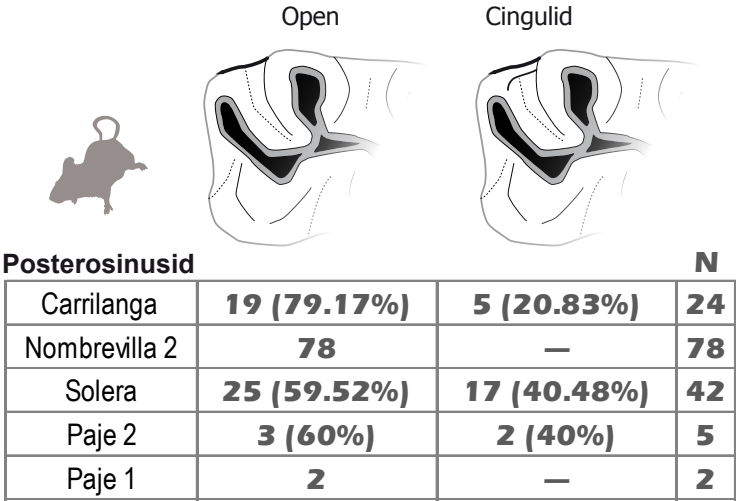 Open Cingulid
Posterosinusid N
Carrilanga 19 (79.17%) 5 (20.83%) 24
Nombrevilla 2 78 — 78
Solera 25 (59.52%) 17 (40.48%) 42
Paje 2 3 (60%) 2 (40%) 5
Paje 1 2 — 2